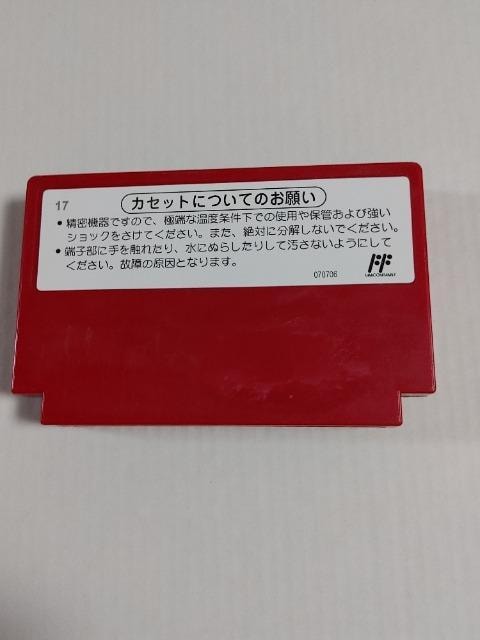 17
カセットについてのお願い
●精密機器ですので、極端な温度条件下での使用や保管および強い
ショックをさけてください。また、絶対に分解しないでください。
●端子部に手を触れたり、水にぬらしたりして汚さないようにして
ください。故障の原因となります。
070706